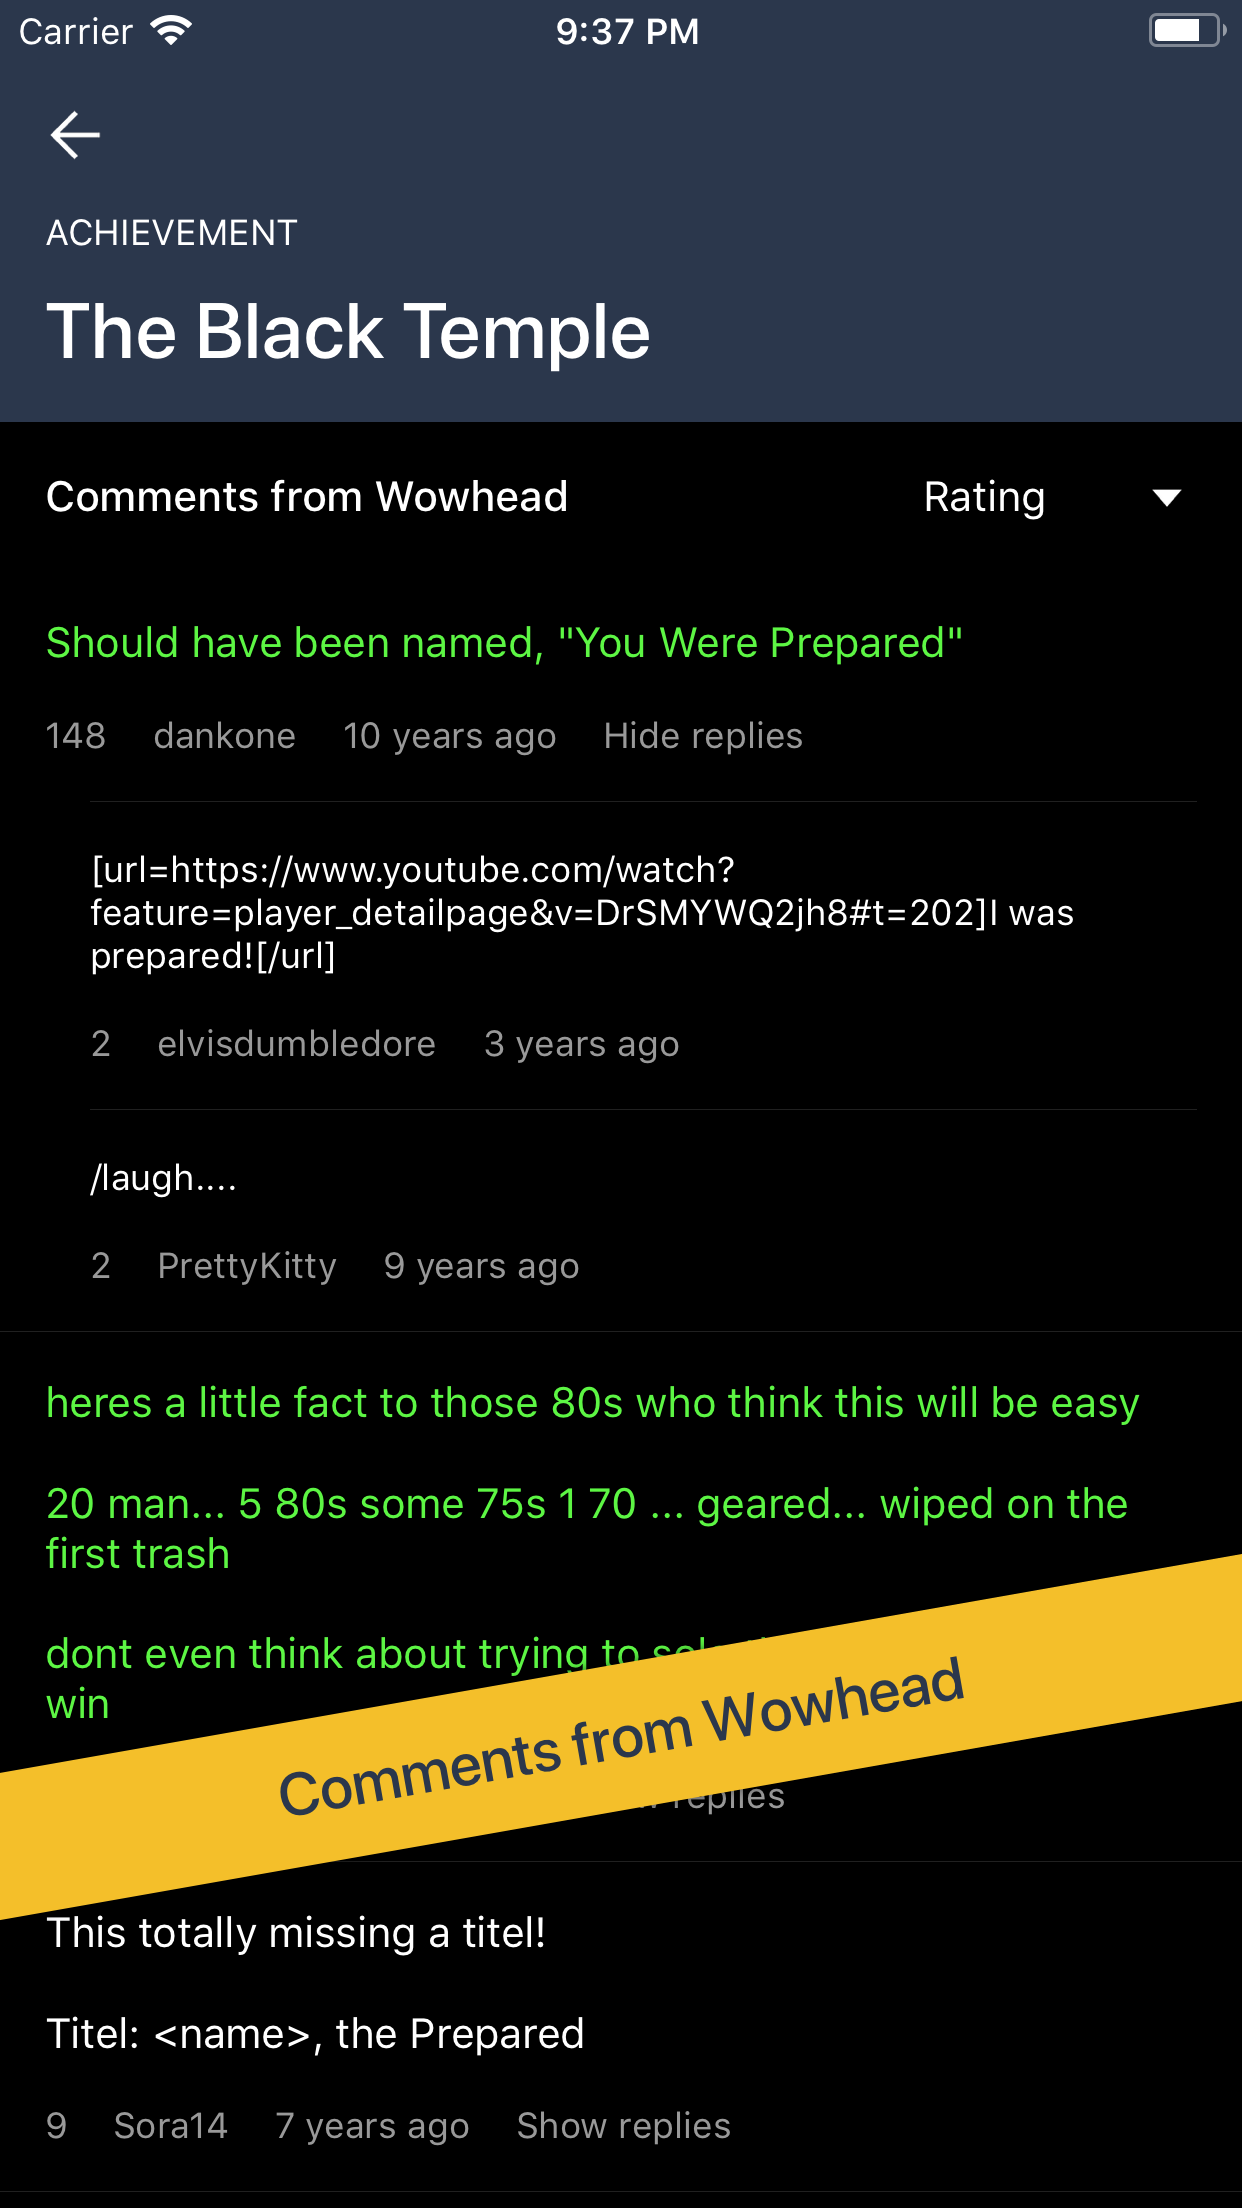 Carrier
9:37 PM
ACHIEVEMENT
The Black Temple
Comments from Wowhead
Rating
Should have been named, "You Were Prepared"
148 dankone 10 years ago Hide replies
[url=https://www.youtube.com/watch?
feature=player_detailpage&v=DrSMYWQ2jh8#t=202]I was
prepared![/url]
2 elvisdumbledore 3 years ago
/laugh....
2 PrettyKitty 9 years ago
heres a little fact to those 80s who think this will be easy
20 man... 5 80s some 75s 1 70 ... geared... wiped on the
first trash
dont even think about trying to
win
Comments from Wowhead
replies
This totally missing a titel!
Titel: <name>, the Prepared
9 Sora14 7 years ago Show replies